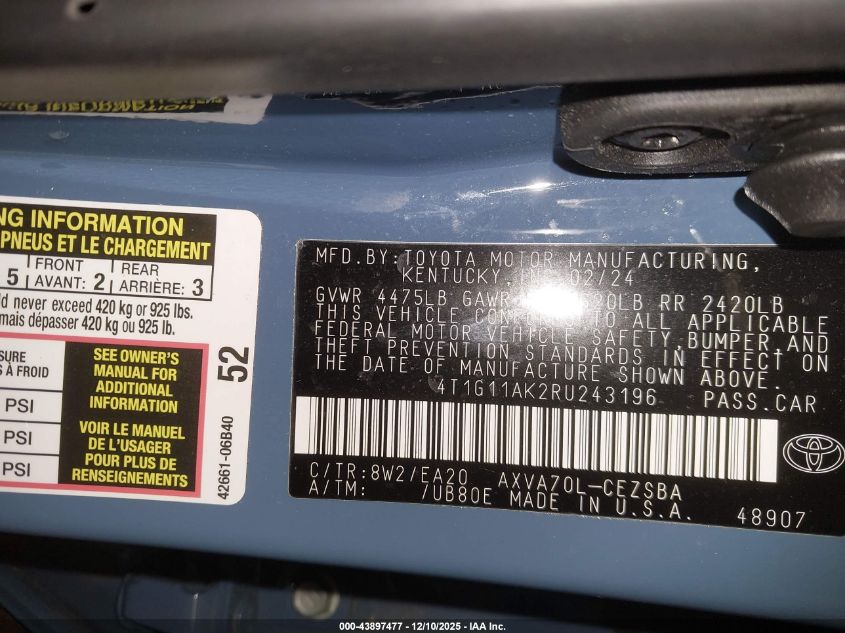 NG INFORMATION
PNEUS ET LE CHARGEMENT
5 FRONT AVANT: 2 REAR ARRIÈRE: 3
ld never exceed 420 kg or 925 lbs.
mais dépasser 420 kg ou 925 lb.
SURE
S À FROID
PSI
PSI
PSI
SEE OWNER'S
MANUAL FOR
ADDITIONAL
INFORMATION
VOIR LE MANUEL
DE L'USAGER
POUR PLUS DE
RENSEIGNEMENTS
52
42661-06B40
MFD.BY:TOYOTA MOTOR MANUFACTURING,
KENTUCKY, 02/24
GVWR 4475LB GAWR 20LB RR 2420LB
THIS VEHICLE TO ALL APPLICABLE
FEDERAL MOTOR VEHICLE SAFETY,BUMPER,AND
THEFT PREVENTION STANDARDS IN EFFECT ON
THE DATE OF MANUFACTURE SHOWN ABOVE.
4T1G11AK2RU243196 PASS.CAR
C/TR:8W2/EA20 AXVA70L-CEZSBA
A/TM: /UB80E MADE IN U.S.A.
48907
000-43897477 - 12/10/2025 - IAA Inc.